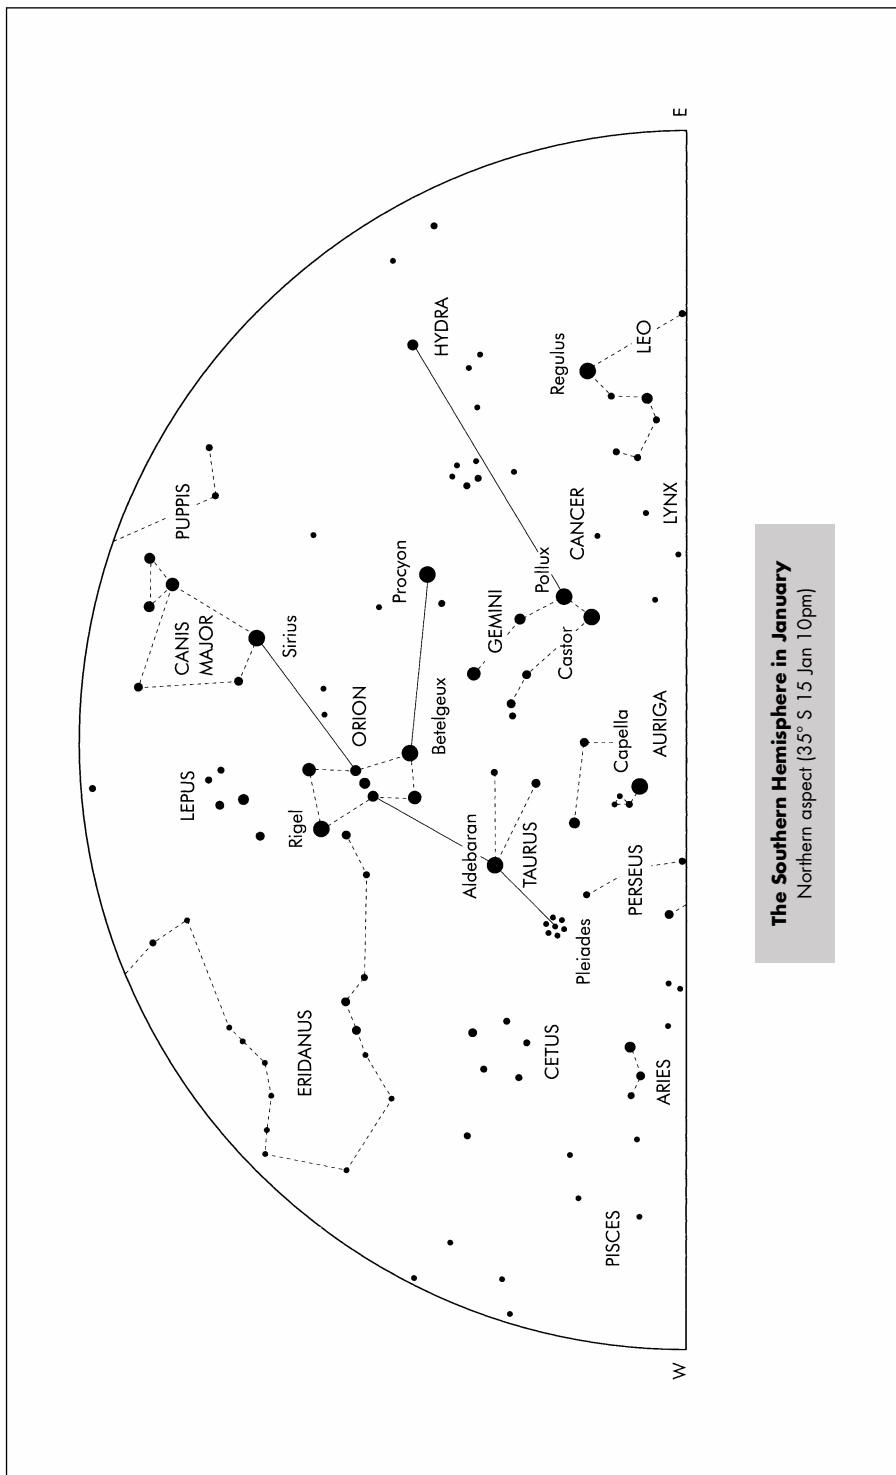 PUPPIS
CANIS
MAJOR
Sirius
LEPUS
Rigel
ORION
Betelgeux
Procyon
HYDRA
ERIDANUS
Aldebaran
TAURUS
Pleiades
CETUS
GEMINI
Pollux
Castor
CANCER
Regulus
LEO
LYNX
Capella
AURIGA
PERSEUS
ARIES
PISCES
W
E
The Southern Hemisphere in January
Northern aspect (35° S 15 Jan 10pm)